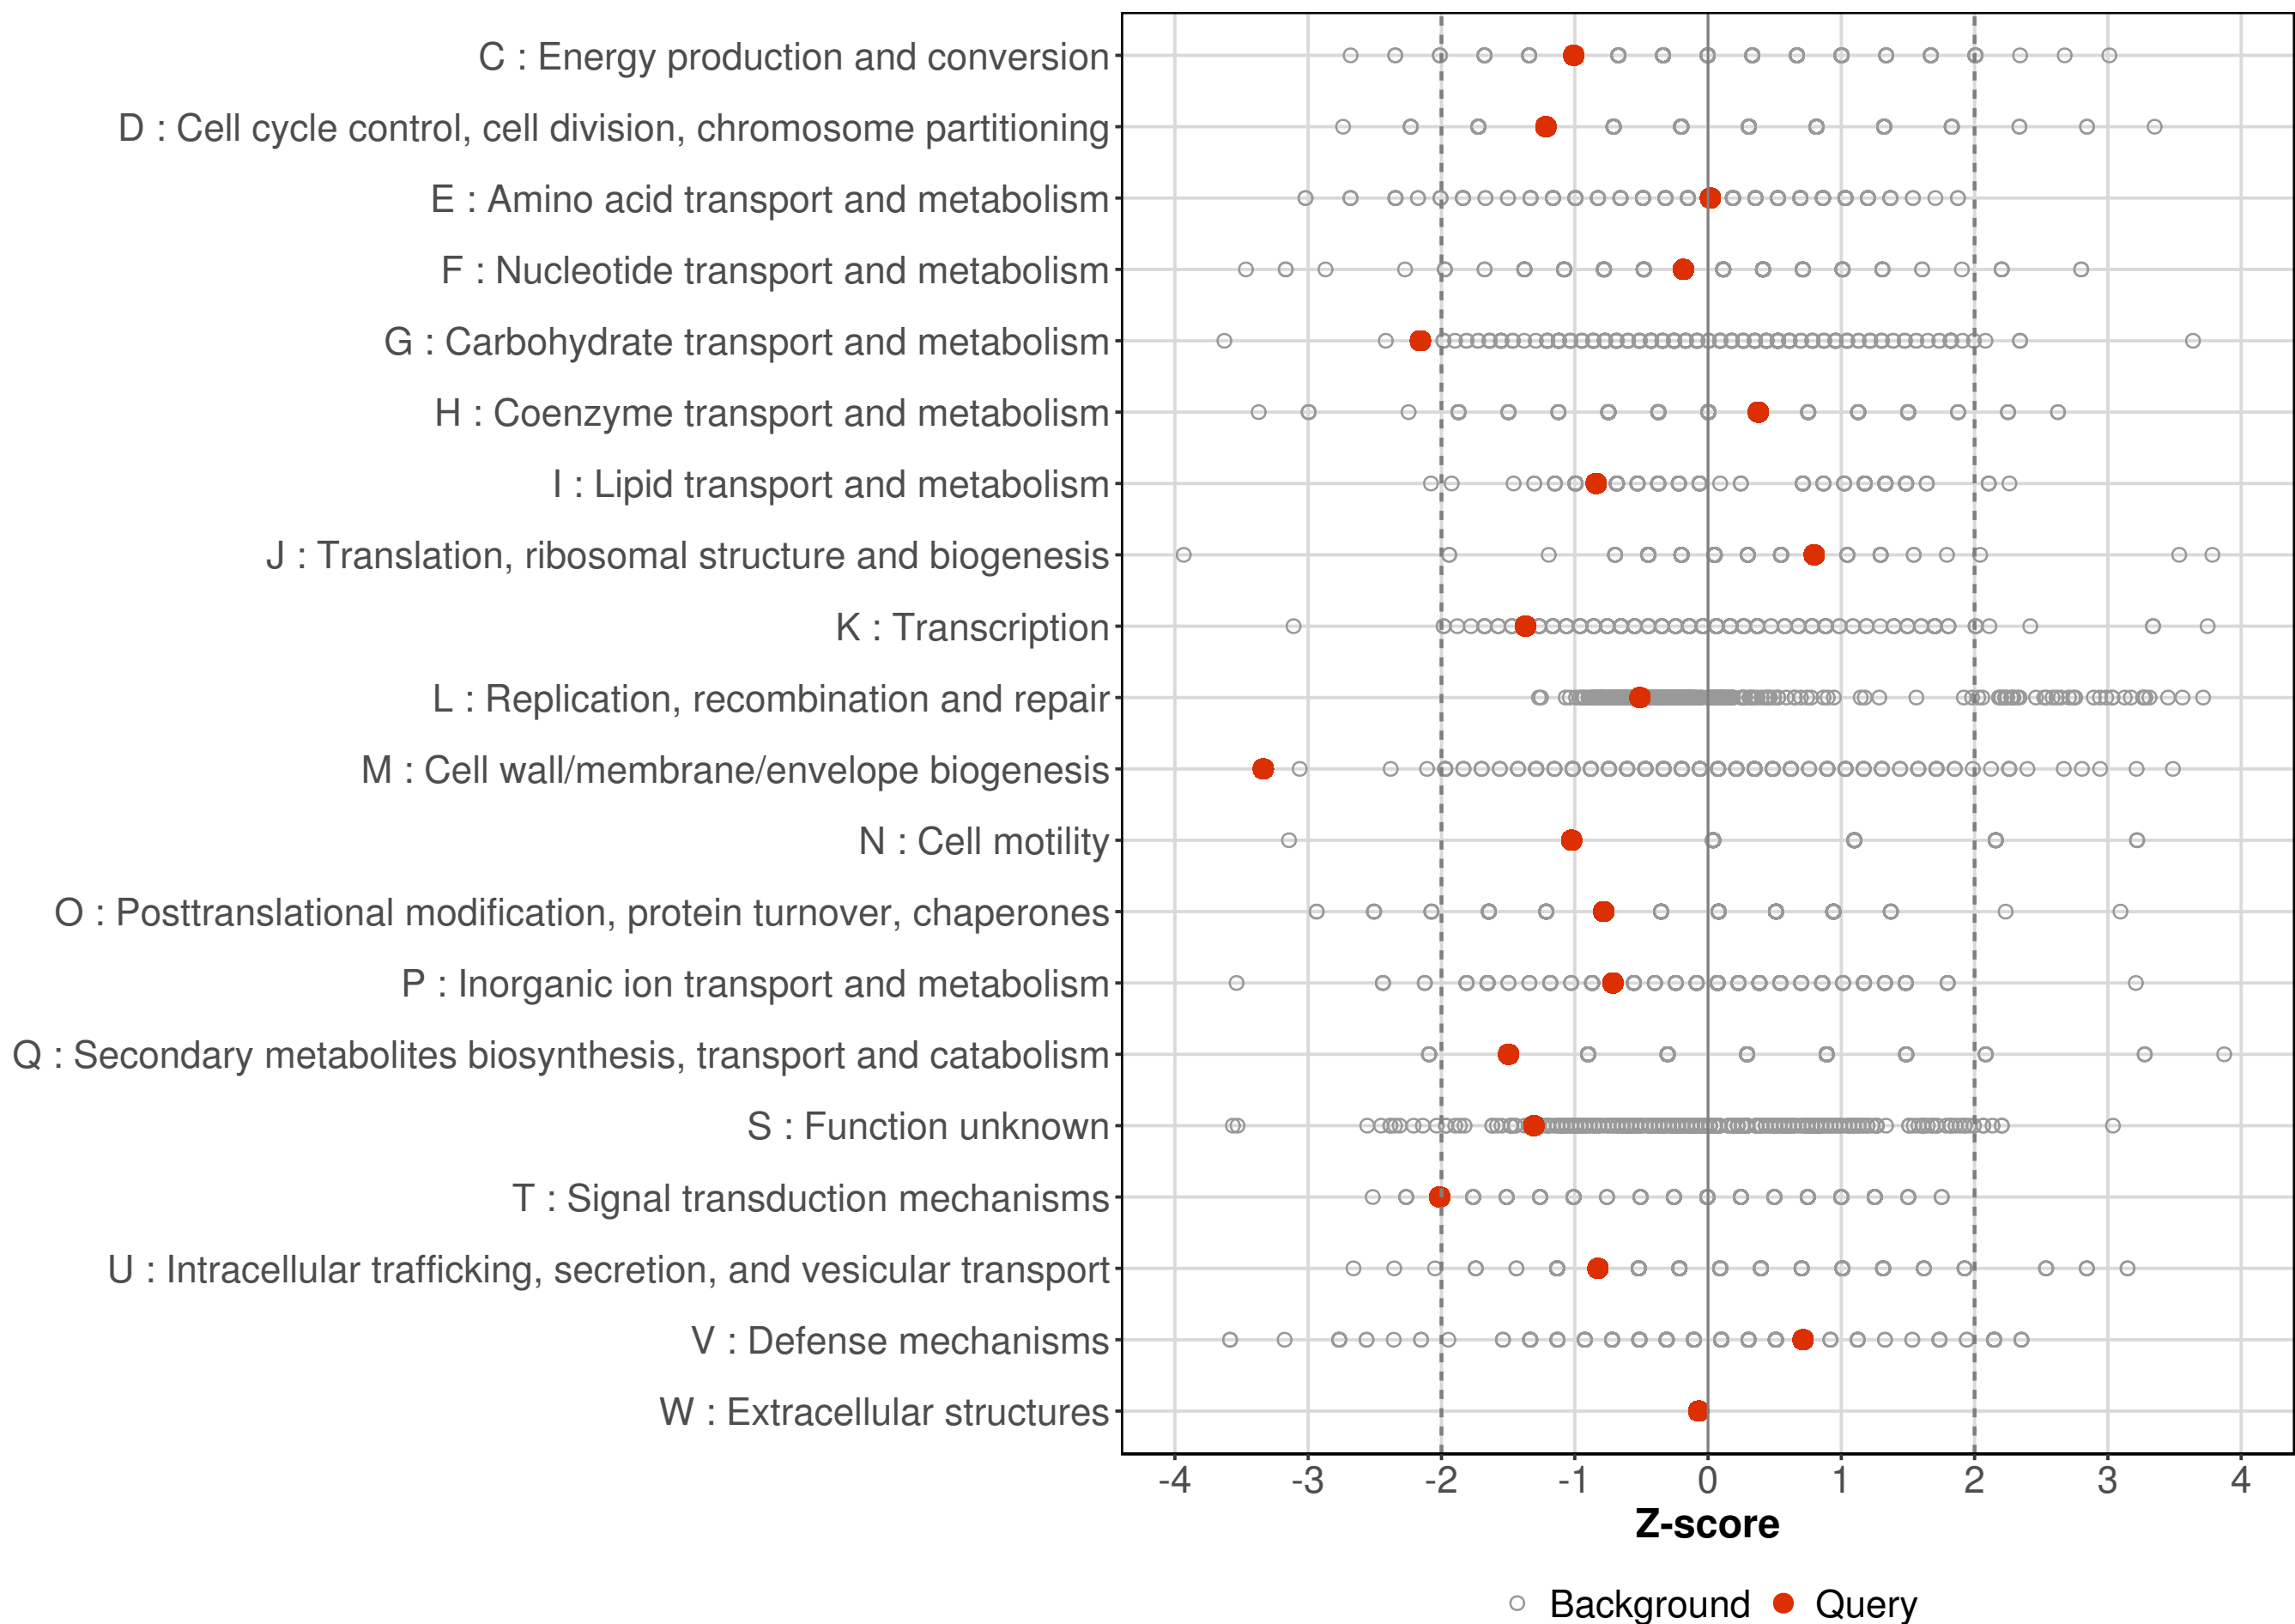 C : Energy production and conversion
D : Cell cycle control, cell division, chromosome partitioning
E : Amino acid transport and metabolism
F : Nucleotide transport and metabolism
G : Carbohydrate transport and metabolism
H : Coenzyme transport and metabolism
I : Lipid transport and metabolism
J : Translation, ribosomal structure and biogenesis
K : Transcription
L : Replication, recombination and repair
M : Cell wall/membrane/envelope biogenesis
N : Cell motility
O : Posttranslational modification, protein turnover, chaperones
P : Inorganic ion transport and metabolism
Q : Secondary metabolites biosynthesis, transport and catabolism
S : Function unknown
T : Signal transduction mechanisms
U : Intracellular trafficking, secretion, and vesicular transport
V : Defense mechanisms
W : Extracellular structures
-4 -3 -2 -1 0 1 2 3 4
Z-score
Background Query